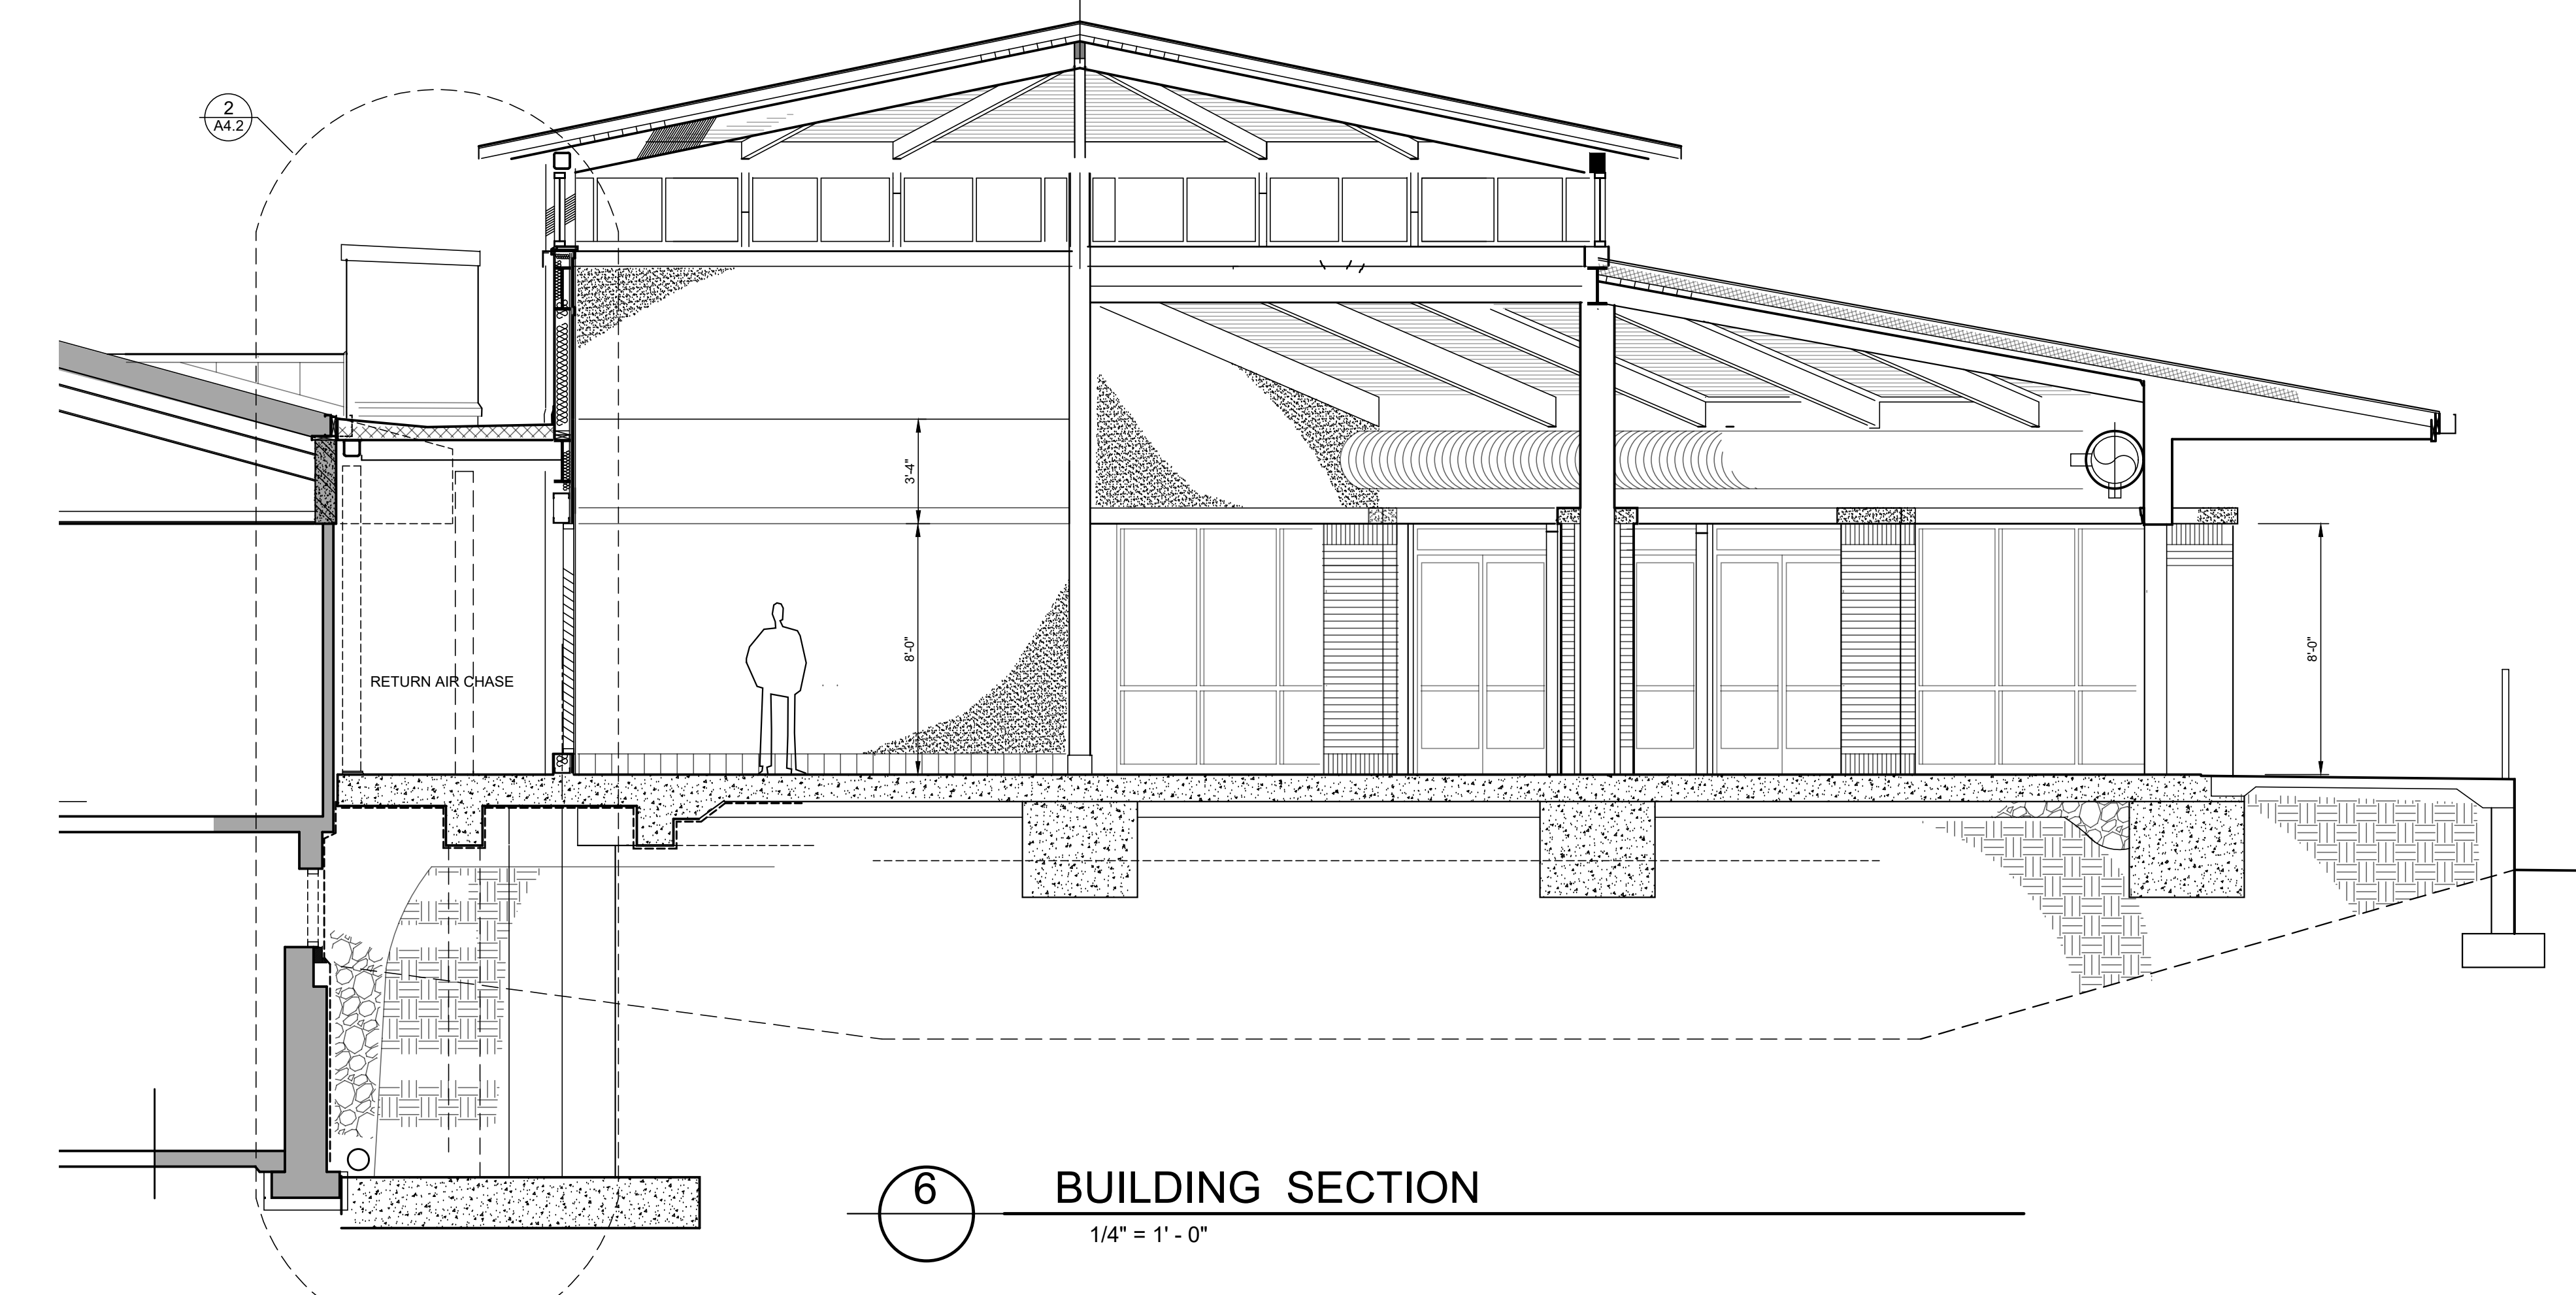 2
A4.2
3'-4"
8'-0"
8'-0"
RETURN AIR CHASE
6
BUILDING SECTION
1/4" = 1' - 0"